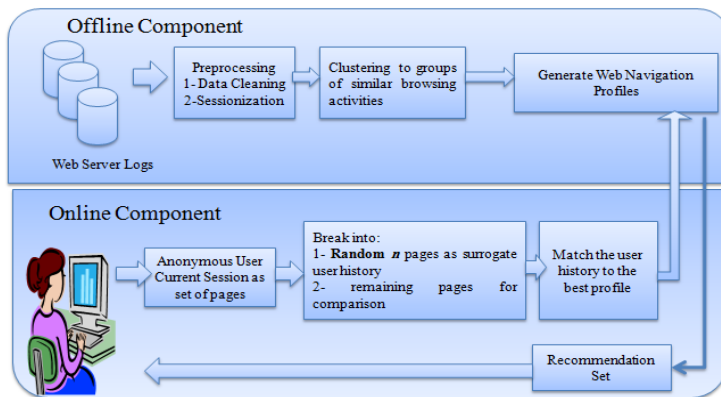 Offline Component
Preprocessing
1- Data Cleaning
2-Sessionization
Clustering to groups
of similar browsing
activities
Generate Web Navigation
Profiles
Web Server Logs
Online Component
Anonymous User
Current Session as
set of pages
Break into:
1- Random n pages as surrogate
user history
2- remaining pages for
comparison
Match the user
history to the
best profile
Recommendation
Set